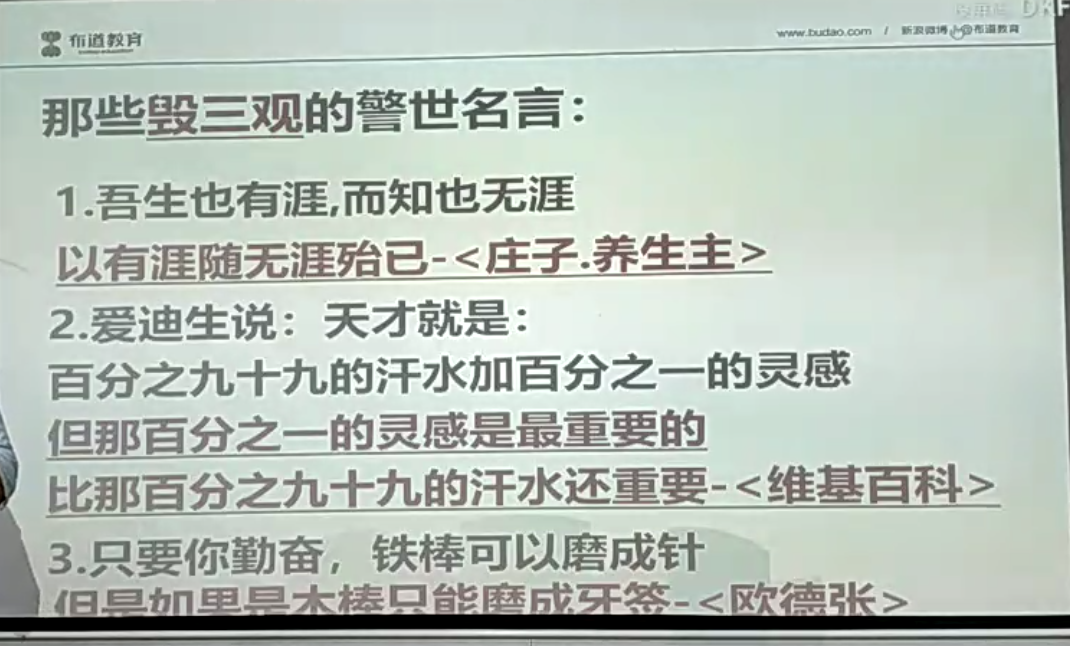 布道教育
www.budao.com / 新浪微博 @布道教育
那些毁三观的警世名言：
1.吾生也有涯,而知也无涯
以有涯随无涯殆已-<庄子.养生主>
2.爱迪生说：天才就是：
百分之九十九的汗水加百分之一的灵感
但那百分之一的灵感是最重要的
比那百分之九十九的汗水还重要-<维基百科>
3.只要你勤奋，铁棒可以磨成针
但是如果是木棒只能磨成牙签-<欧德张>